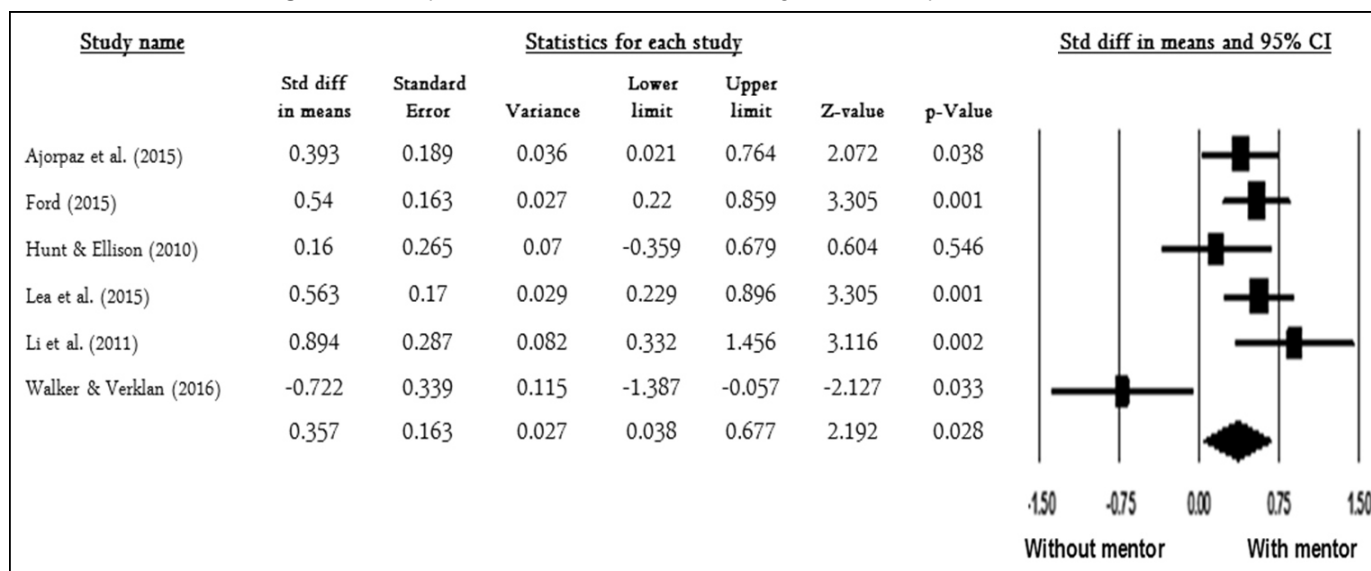 Study name Statistics for each study Std diff in means and 95% CI
Std diff Standard Lower Upper
in means Error Variance limit limit Z-value p-Value
Ajorpaz et al. (2015) 0.393 0.189 0.036 0.021 0.764 2.072 0.038
Ford (2015) 0.54 0.163 0.027 0.22 0.859 3.305 0.001
Hunt & Ellison (2010) 0.16 0.265 0.07 -0.359 0.679 0.604 0.546
Lea et al. (2015) 0.563 0.17 0.029 0.229 0.896 3.305 0.001
Li et al. (2011) 0.894 0.287 0.082 0.332 1.456 3.116 0.002
Walker & Verklan (2016) -0.722 0.339 0.115 -1.387 -0.057 -2.127 0.033
0.357 0.163 0.027 0.038 0.677 2.192 0.028
-1.50 -0.75 0.00 0.75 1.50
Without mentor With mentor